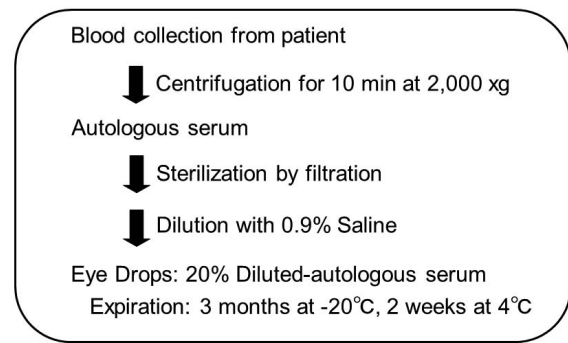 Blood collection from patient
Centrifugation for 10 min at 2,000 xg
Autologous serum
Sterilization by filtration
Dilution with 0.9% Saline
Eye Drops: 20% Diluted-autologous serum
Expiration: 3 months at -20℃, 2 weeks at 4℃